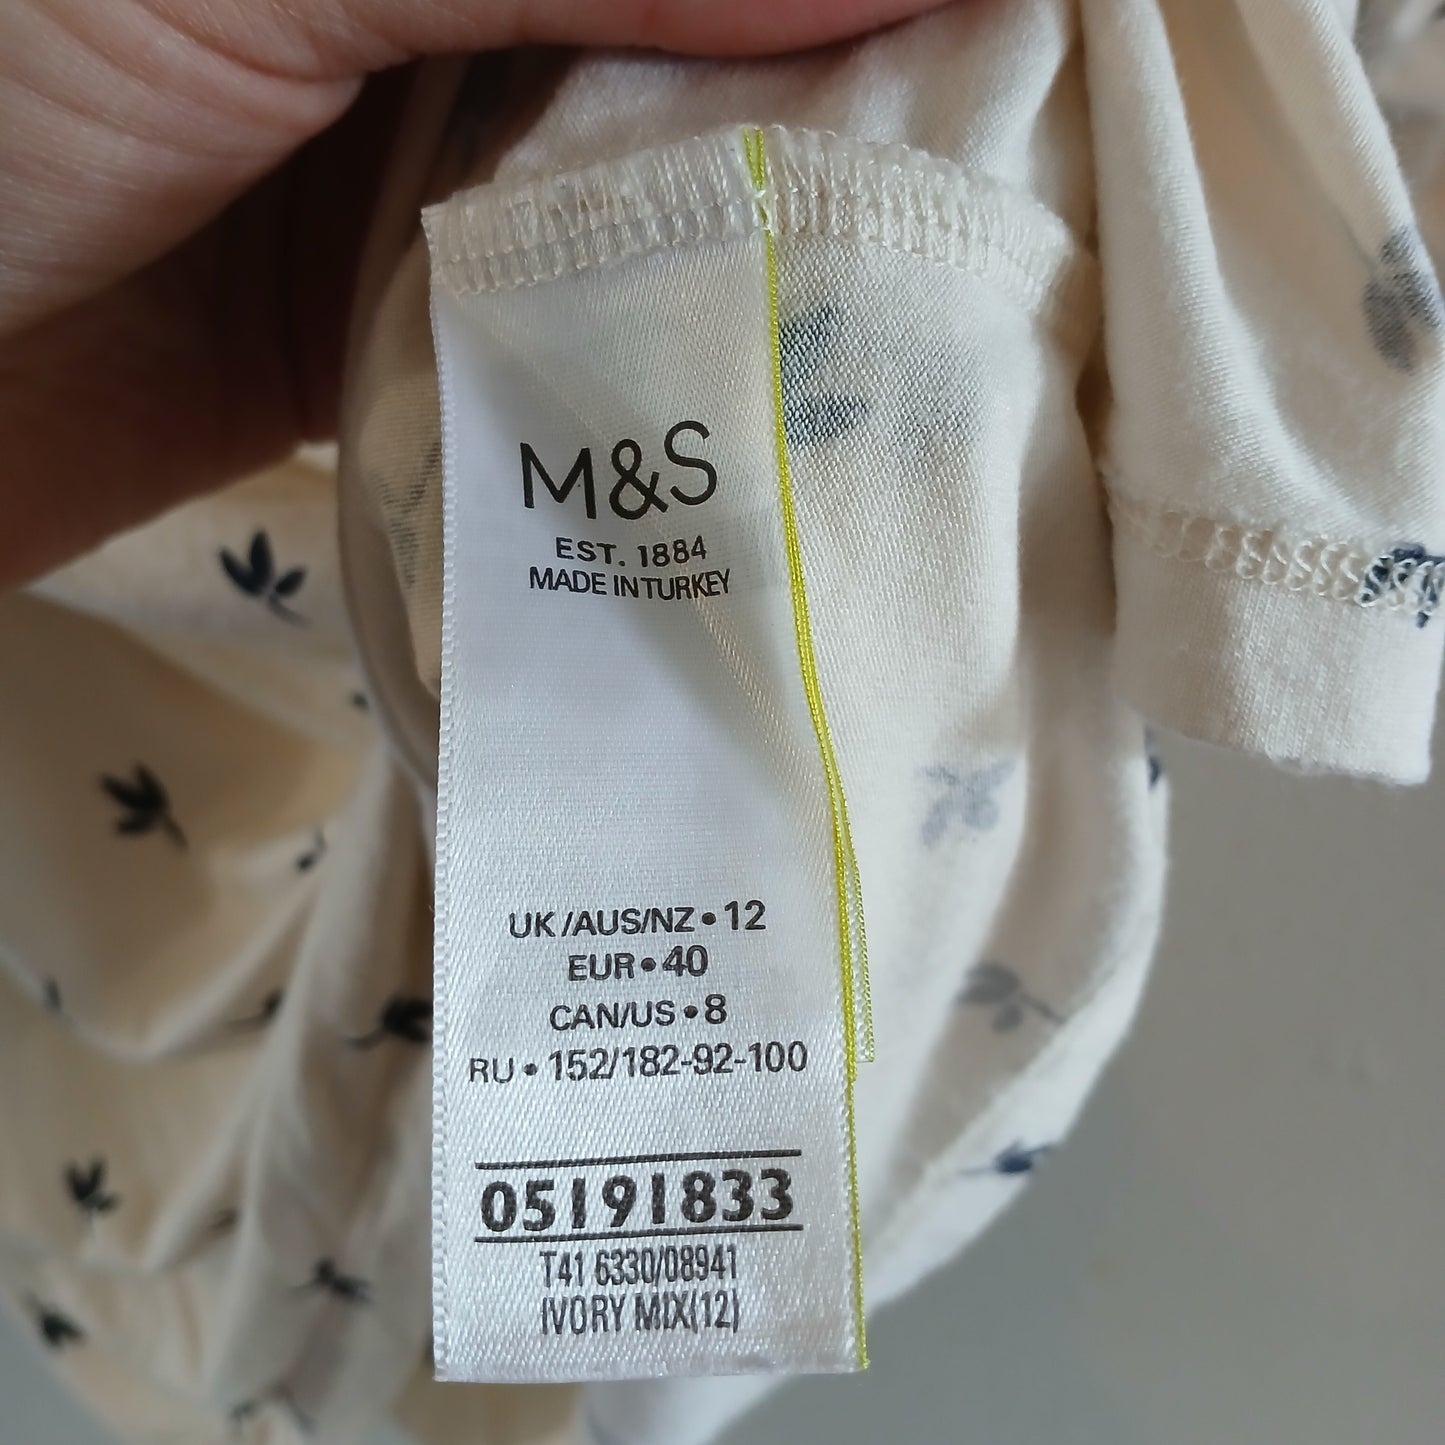 M&S
EST. 1884
MADE IN TURKEY
UK/AUS/NZ • 12
EUR • 40
CAN/US • 8
RU • 152/182-92-100
05191833
T41 6330/08941
IVORY MIX(12)